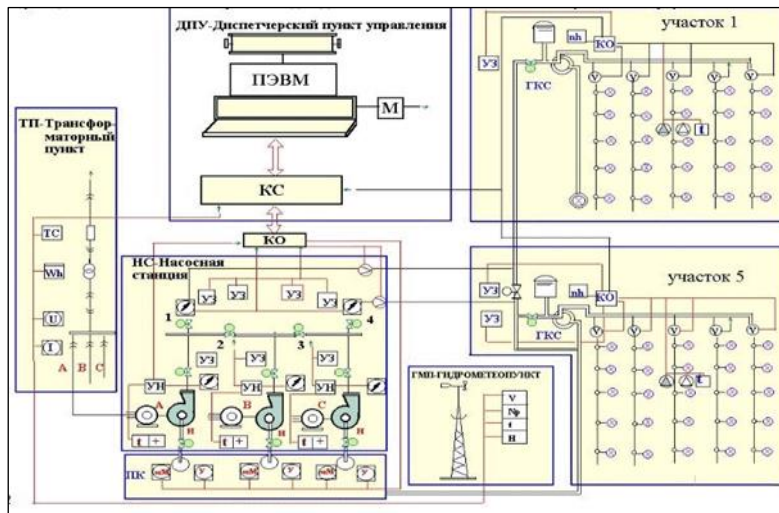 ДПУ-Диспетчерский пункт управления
ПЭВМ
М
КС
КО
ТП-Трансфор-
маторный
пункт
ТС
Wh
U
I
А В С
НС-Насосная
станция
УЗ УЗ УЗ УЗ
1 4
2 3
УЗ УЗ
УН УН УН
А В С
Н Н Н
t + t + t +
ПК
У У У
участок 1
nh
КО
УЗ
ГКС
t
участок 5
УЗ
nh
КО
УЗ
ГКС
t
ГМП-ГИДРОМЕТЕОПУНКТ
V
Np
t
H